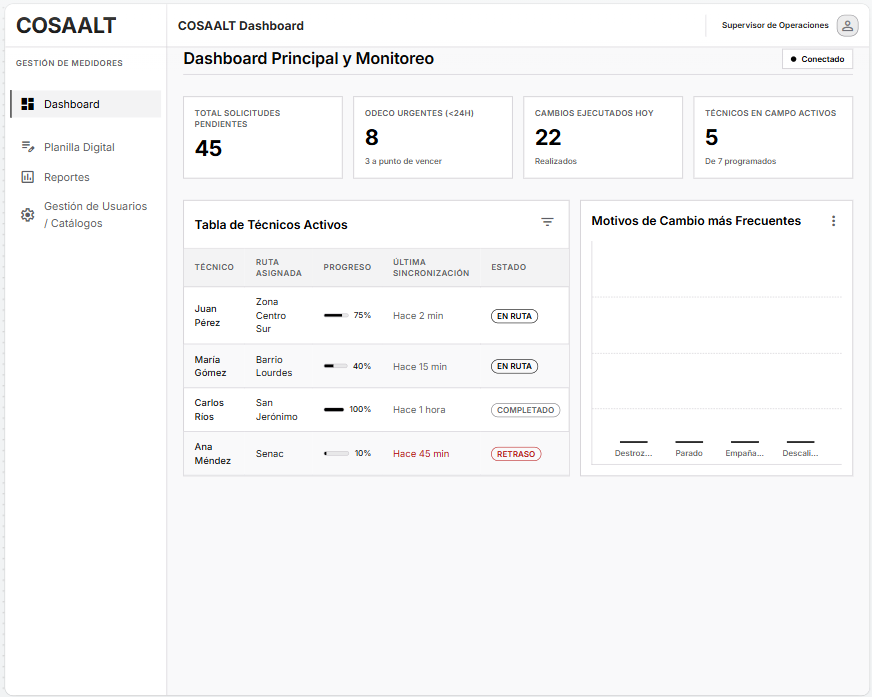 COSAALT
COSAALT Dashboard
Supervisor de Operaciones
GESTIÓN DE MEDIDORES
Dashboard
Planilla Digital
Reportes
Gestión de Usuarios
/ Catálogos
Dashboard Principal y Monitoreo
Conectado
TOTAL SOLICITUDES
PENDIENTES
45
ODECO URGENTES (<24H)
8
3 a punto de vencer
CAMBIOS EJECUTADOS HOY
22
Realizados
TÉCNICOS EN CAMPO ACTIVOS
5
De 7 programados
Tabla de Técnicos Activos
TÉCNICO
RUTA
ASIGNADA
PROGRESO
ÚLTIMA
SINCRONIZACIÓN
ESTADO
Juan
Pérez
Zona
Centro
Sur
75%
Hace 2 min
EN RUTA
María
Gómez
Barrio
Lourdes
40%
Hace 15 min
EN RUTA
Carlos
Ríos
San
Jerónimo
100%
Hace 1 hora
COMPLETADO
Ana
Méndez
Senac
10%
Hace 45 min
RETRASO
Motivos de Cambio más Frecuentes
Destroz...
Parado
Empaña...
Descali...